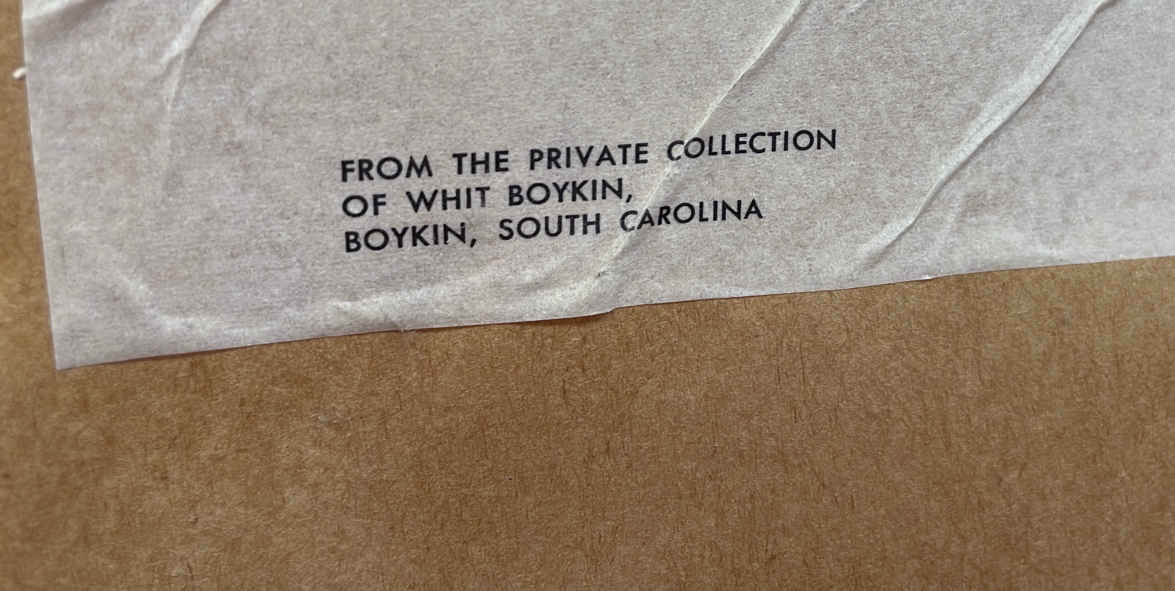 FROM THE PRIVATE COLLECTION
OF WHIT BOYKIN,
BOYKIN, SOUTH CAROLINA